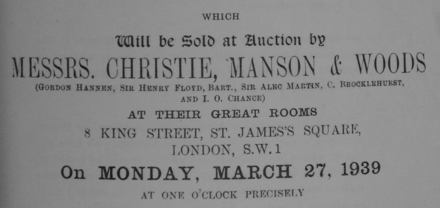 WHICH
Will be Sold at Auction by
MESSRS. CHRISTIE, MANSON & WOODS
(GORDON HANNEN, SIR HENRY FLOYD, BART., SIR ALEC MARTIN, C. BROCKLEHURST,
AND I. O. CHANCE)
AT THEIR GREAT ROOMS
8 KING STREET, ST. JAMES'S SQUARE,
LONDON, S.W. 1
On MONDAY, MARCH 27, 1939
AT ONE O'CLOCK PRECISELY